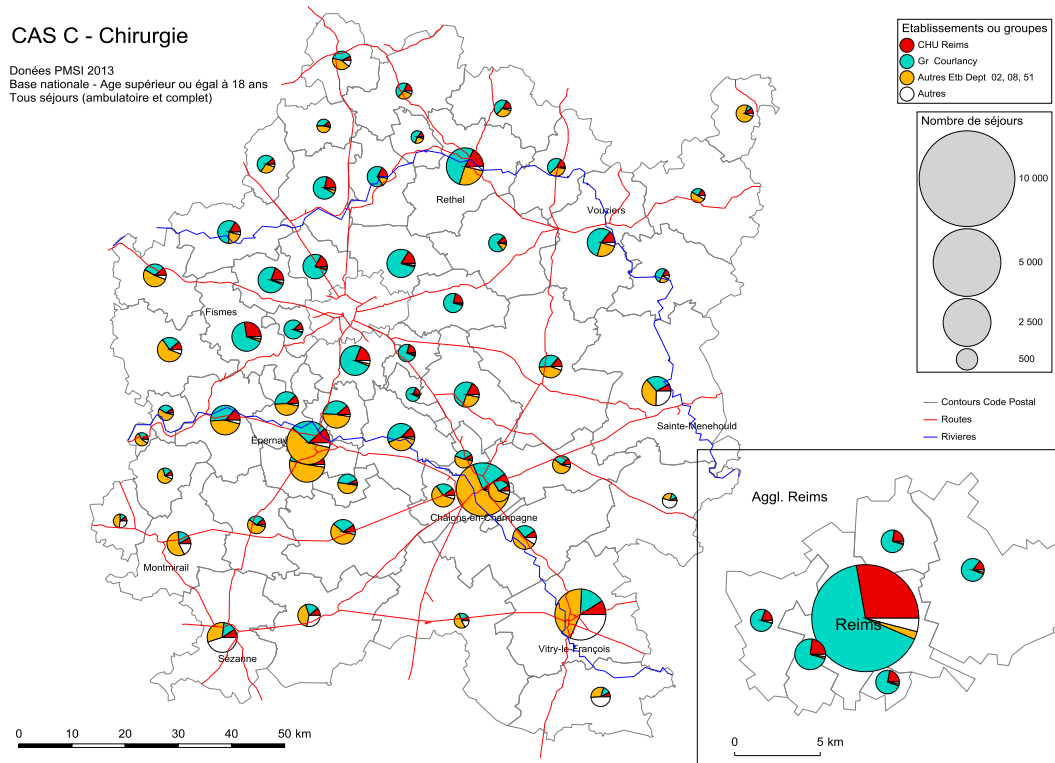 CAS C - Chirurgie
Donées PMSI 2013
Base nationale - Age supérieur ou égal à 18 ans
Tous séjours (ambulatoire et complet)
Etablissements ou groupes
CHU Reims
Gr Courlancy
Autres Etb Dept 02, 08, 51
Autres
Nombre de séjours
10 000
5 000
2 500
500
Contours Code Postal
Routes
Rivieres
Rethel
Vouziers
Fismes
Epernay
Sainte-Menehould
Châlons-en-Champagne
Montmirail
Sézanne
Vitry-le-François
Aggl. Reims
Reims
0 10 20 30 40 50 km
0 5 km